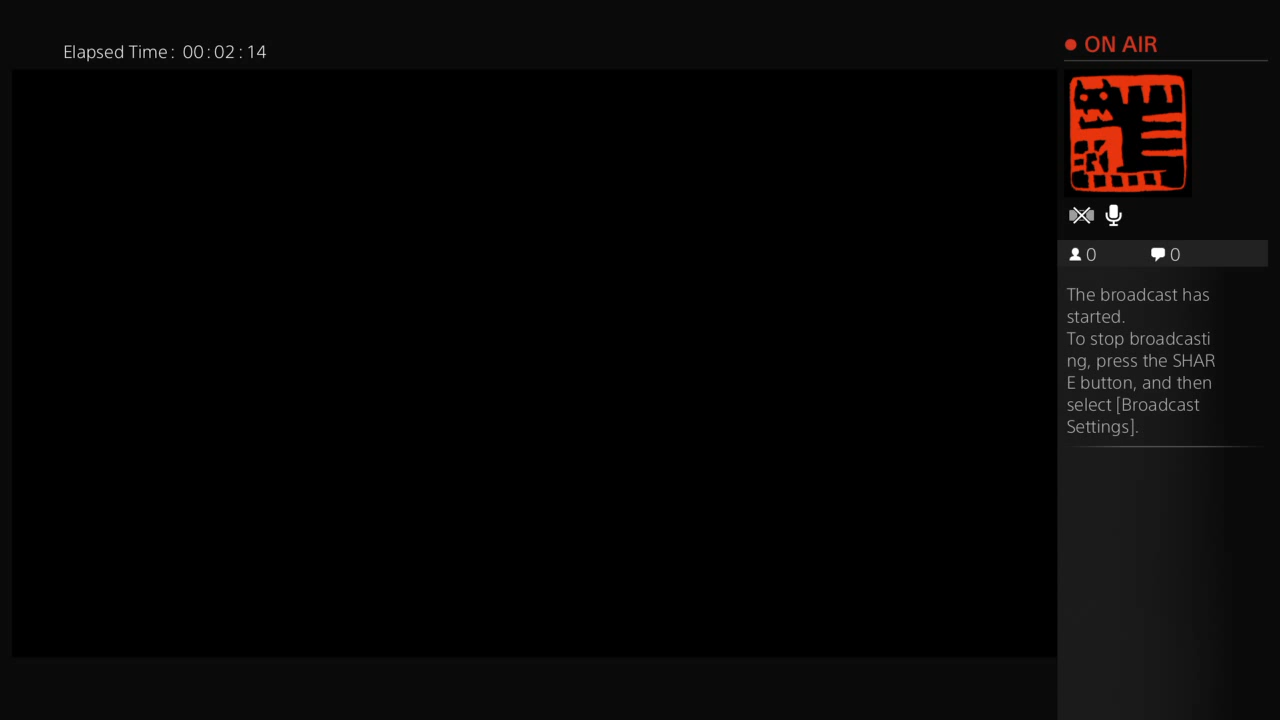 Elapsed Time: 00:02:14
ON AIR
0 0
The broadcast has
started.
To stop broadcasti
ng, press the SHAR
E button, and then
select [Broadcast
Settings].